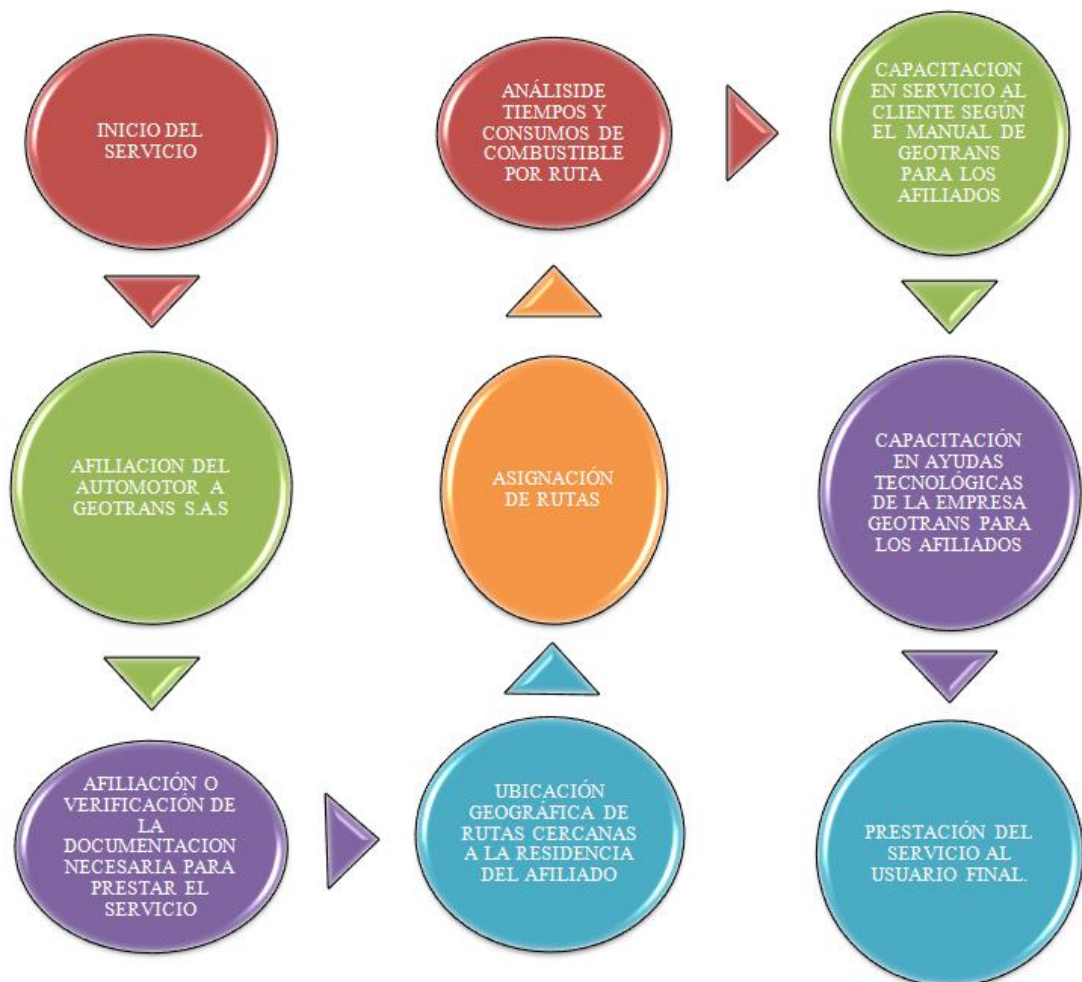 INICIO DEL
SERVICIO
AFILIACION DEL
AUTOMOTOR A
GEOTRANS S.A.S
AFILIACIÓN O
VERIFICACIÓN DE
LA
DOCUMENTACION
NECESARIA PARA
PRESTAR EL
SERVICIO
UBICACIÓN
GEOGRÁFICA DE
RUTAS CERCANAS
A LA RESIDENCIA
DEL AFILIADO
ASIGNACIÓN
DE RUTAS
ANÁLISIDE
TIEMPOS Y
CONSUMOS DE
COMBUSTIBLE
POR RUTA
CAPACITACION
EN SERVICIO AL
CLIENTE SEGÚN
EL MANUAL DE
GEOTRANS
PARA LOS
AFILIADOS
CAPACITACIÓN
EN AYUDAS
TECNOLÓGICAS
DE LA EMPRESA
GEOTRANS PARA
LOS AFILIADOS
PRESTACIÓN DEL
SERVICIO AL
USUARIO FINAL.